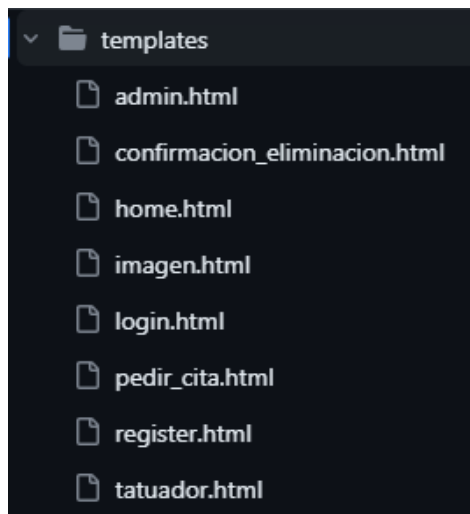 templates
admin.html
confirmacion_eliminacion.html
home.html
imagen.html
login.html
pedir_cita.html
register.html
tatuador.html